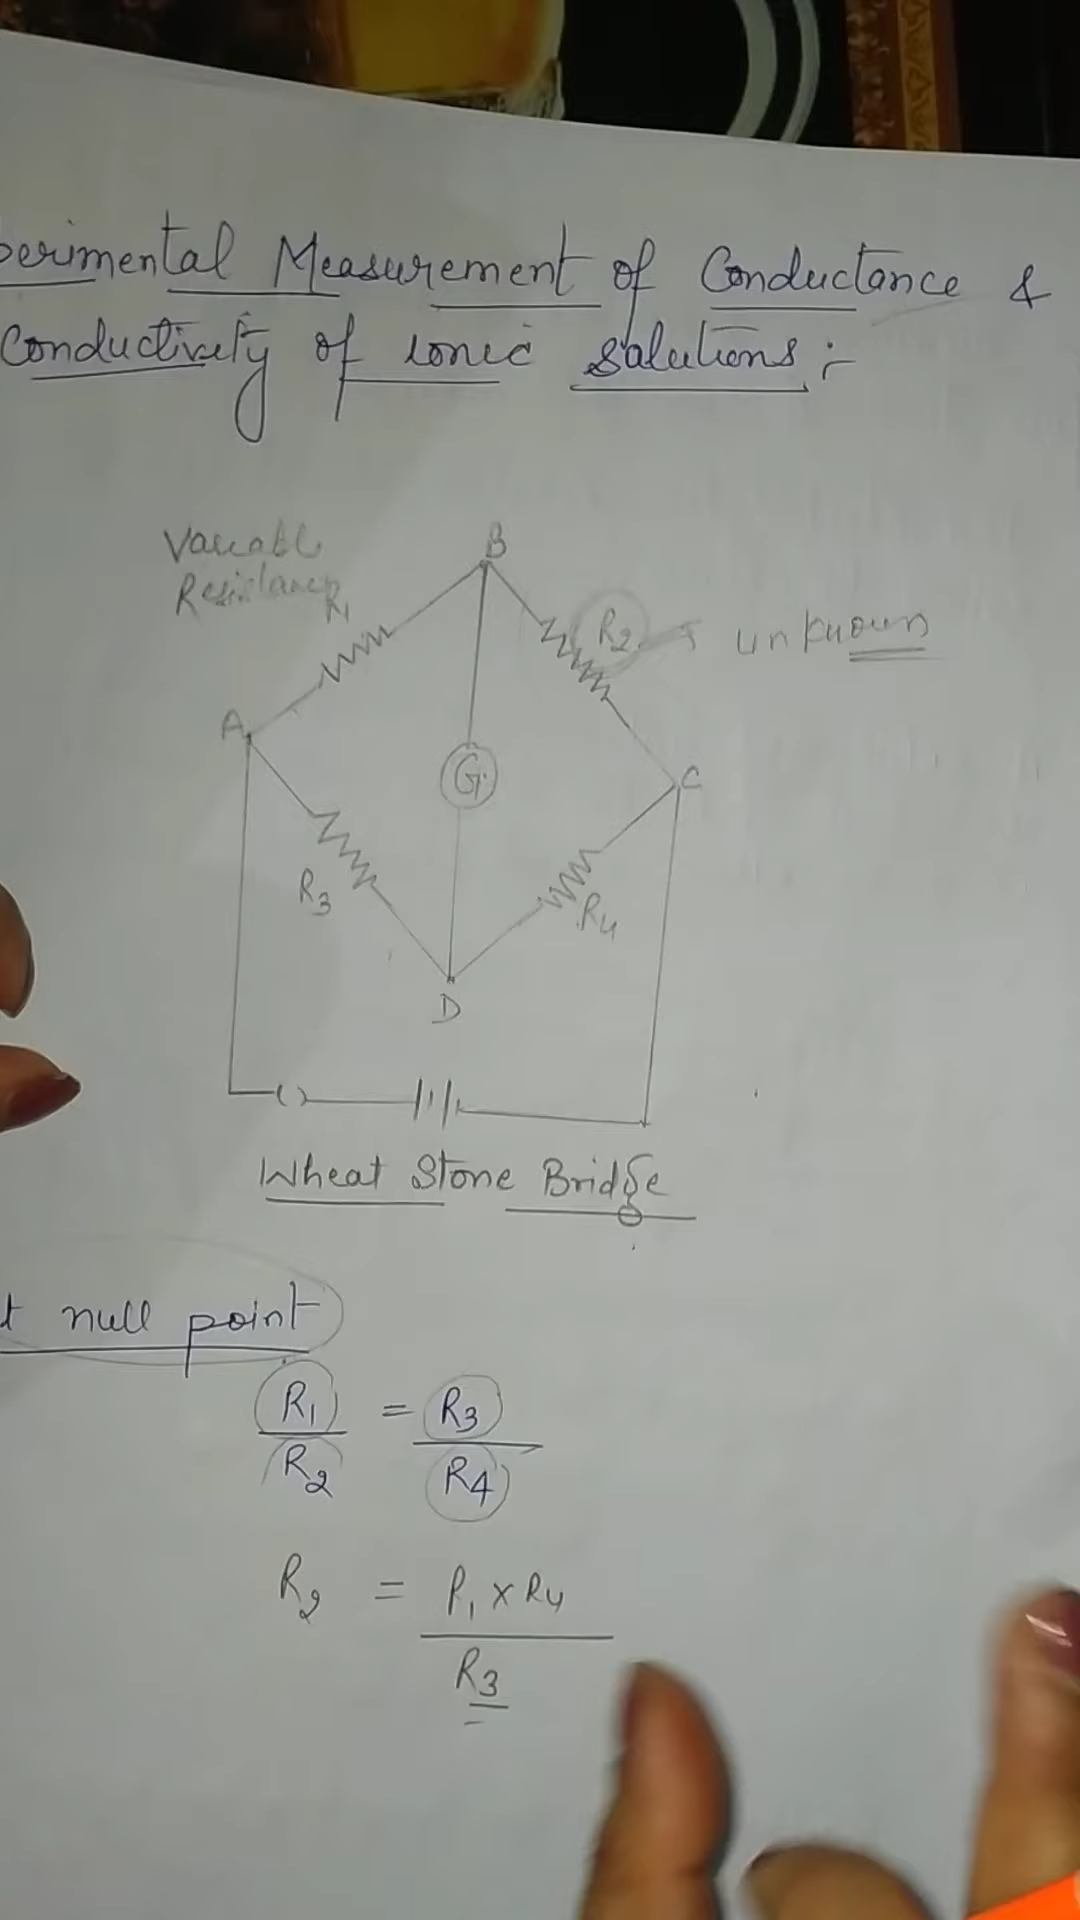 perimental Measurement of Conductance &
Conductivity of ionic Solutions :-
Variable
Resistance
R1
B
R2
unknown
A
G
C
R3
R4
D
Wheat Stone Bridge
t null point
R1 = R3
R2 R4
R2 = R1 x R4
R3